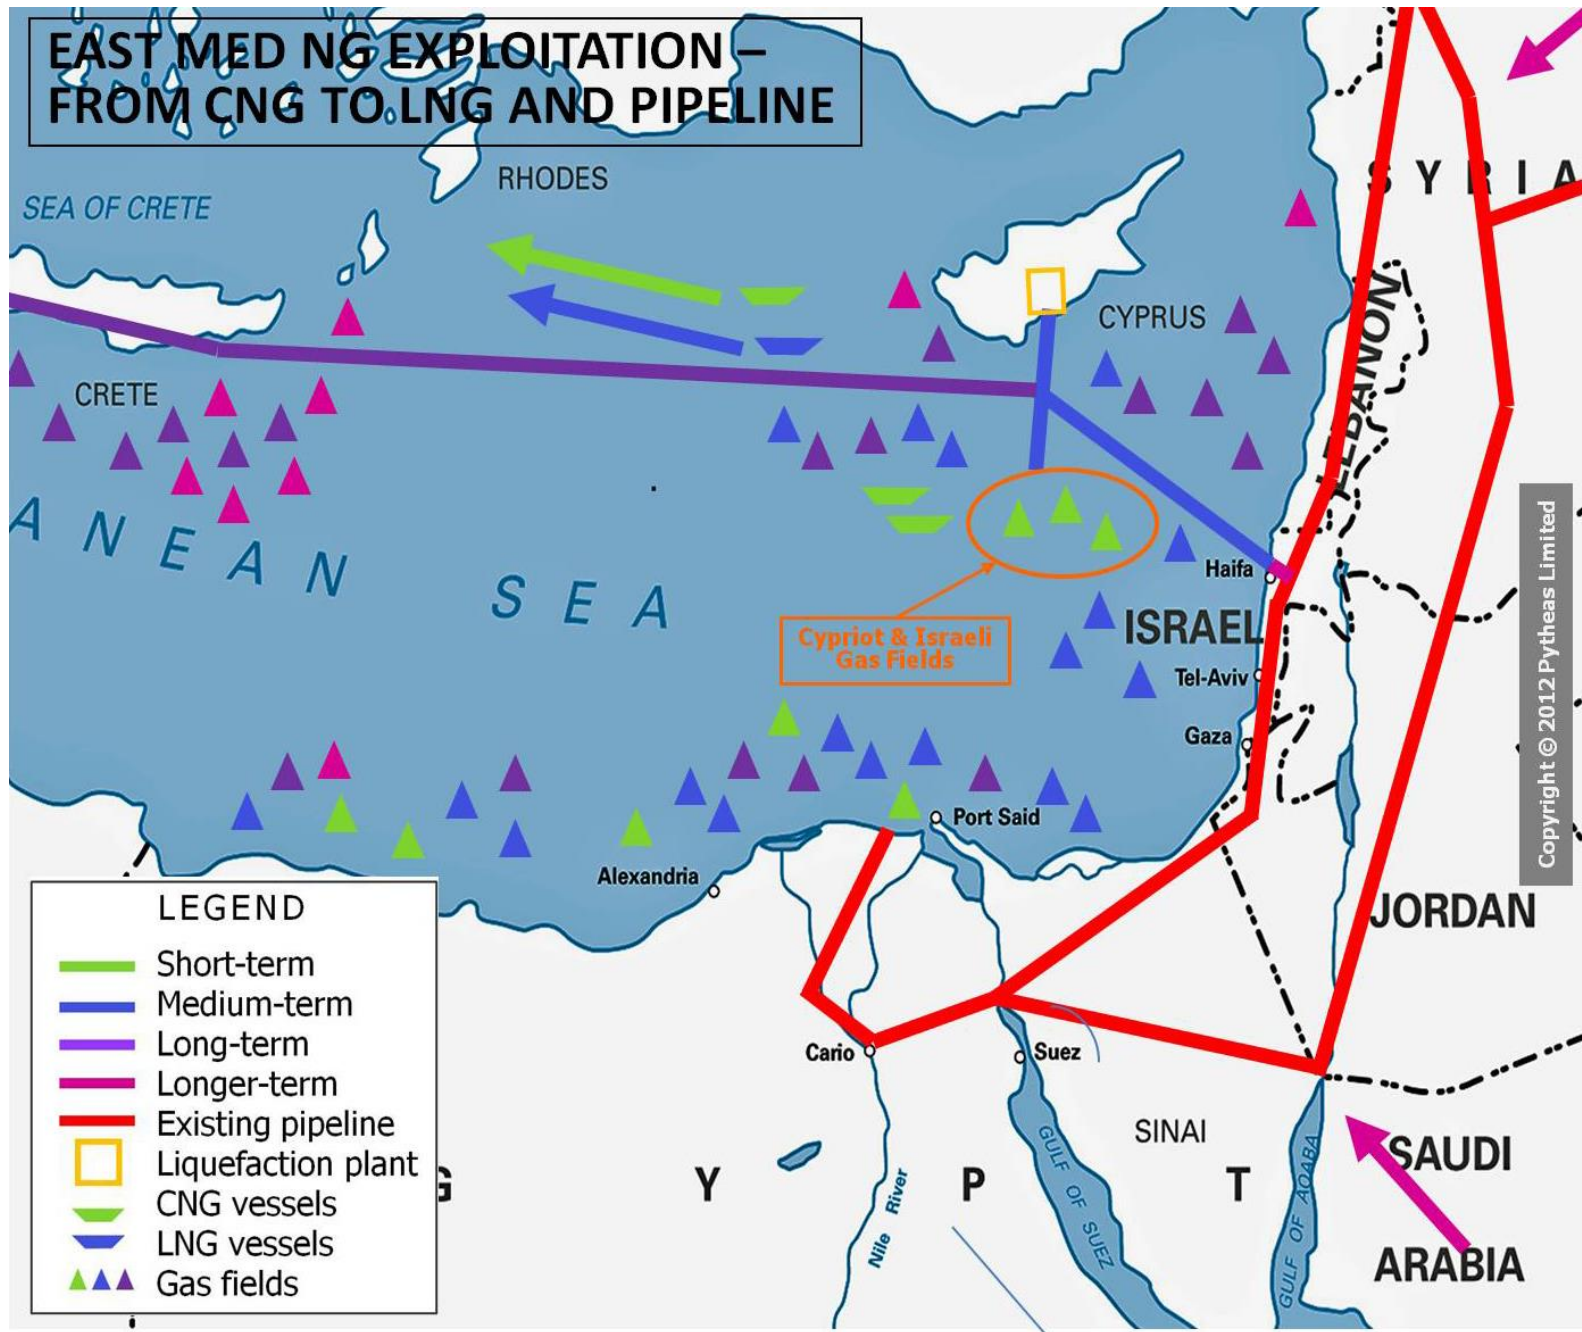 EAST MED NG EXPLOITATION –
FROM CNG TO LNG AND PIPELINE
RHODES
SEA OF CRETE
SYRIA
CYPRUS
LEBANON
CRETE
ANEAN SEA
Haifa
Cypriot & Israeli
Gas Fields
ISRAEL
Tel-Aviv
Gaza
Copyright © 2012 Pytheas Limited
Port Said
Alexandria
JORDAN
LEGEND
Short-term
Medium-term
Long-term
Longer-term
Existing pipeline
Liquefaction plant
CNG vessels
LNG vessels
Gas fields
Cario
Suez
SINAI
SAUDI
ARABIA
G Y P T
Nile River
GULF OF SUEZ
GULF OF AQABA